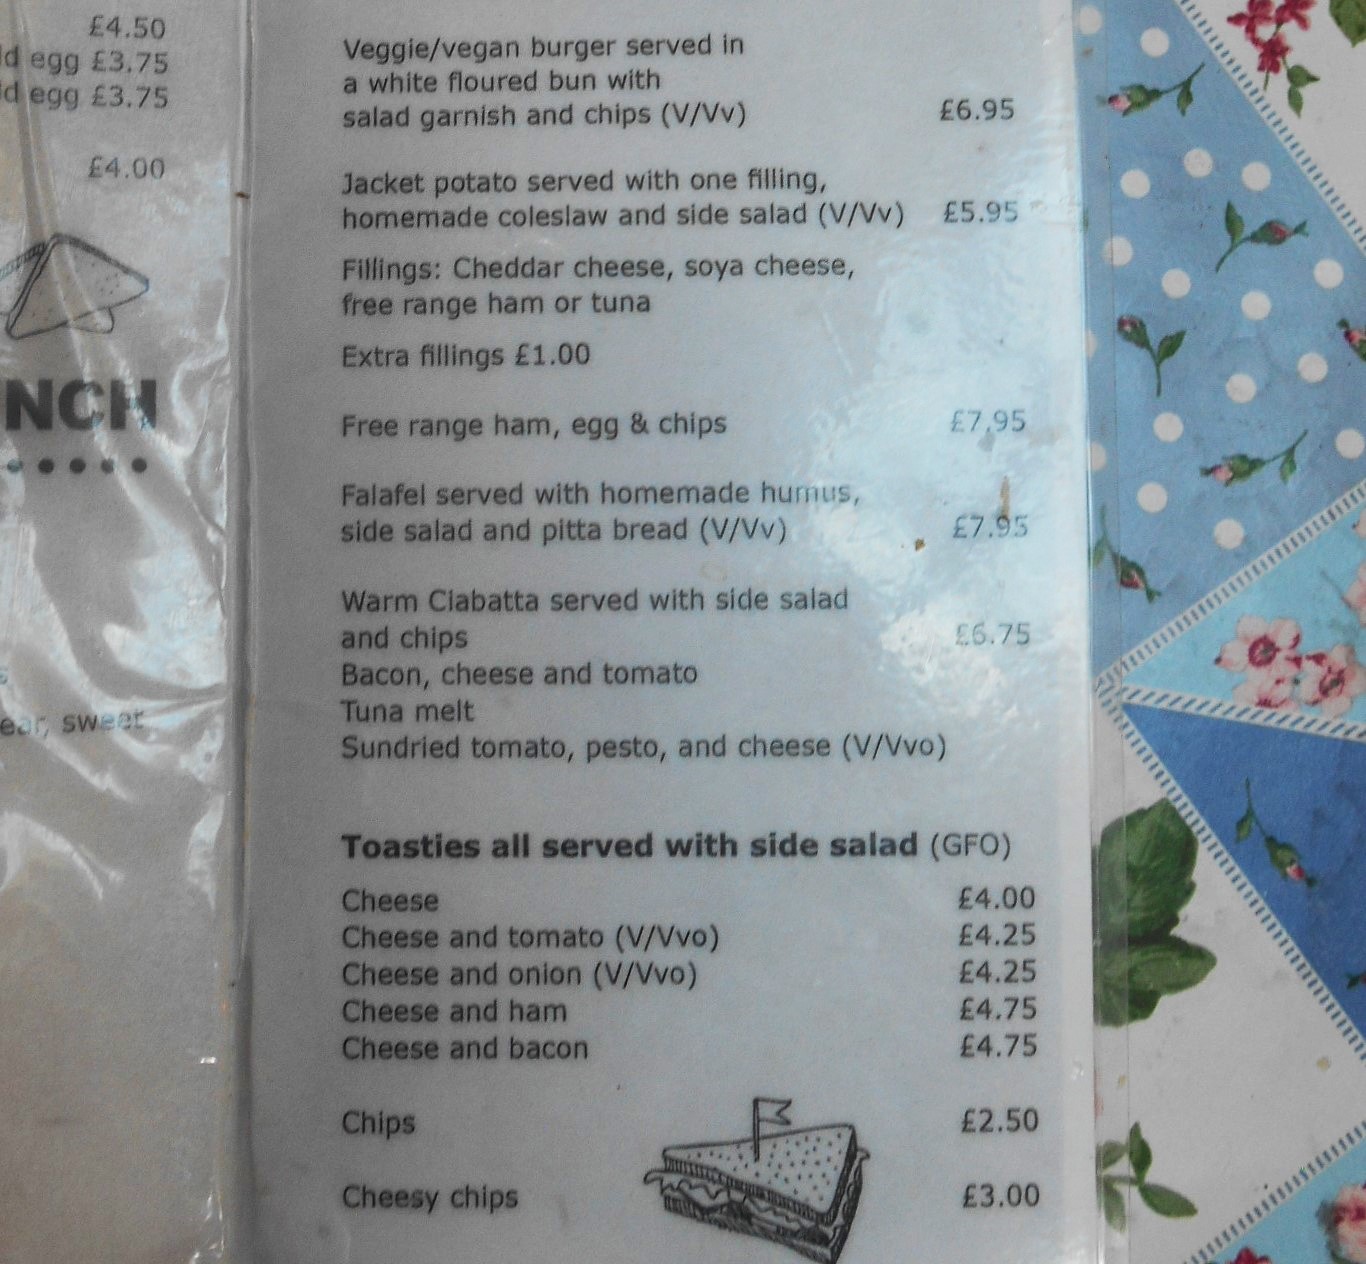 £4.50
egg £3.75
egg £3.75
£4.00
NCH
sweet
Veggie/vegan burger served in
a white floured bun with
salad garnish and chips (V/Vv) £6.95
Jacket potato served with one filling,
homemade coleslaw and side salad (V/Vv) £5.95
Fillings: Cheddar cheese, soya cheese,
free range ham or tuna
Extra fillings £1.00
Free range ham, egg & chips £7.95
Falafel served with homemade humus,
side salad and pitta bread (V/Vv) £7.95
Warm Ciabatta served with side salad
and chips £6.75
Bacon, cheese and tomato
Tuna melt
Sundried tomato, pesto, and cheese (V/Vvo)
Toasties all served with side salad (GFO)
Cheese £4.00
Cheese and tomato (V/Vvo) £4.25
Cheese and onion (V/Vvo) £4.25
Cheese and ham £4.75
Cheese and bacon £4.75
Chips £2.50
Cheesy chips £3.00